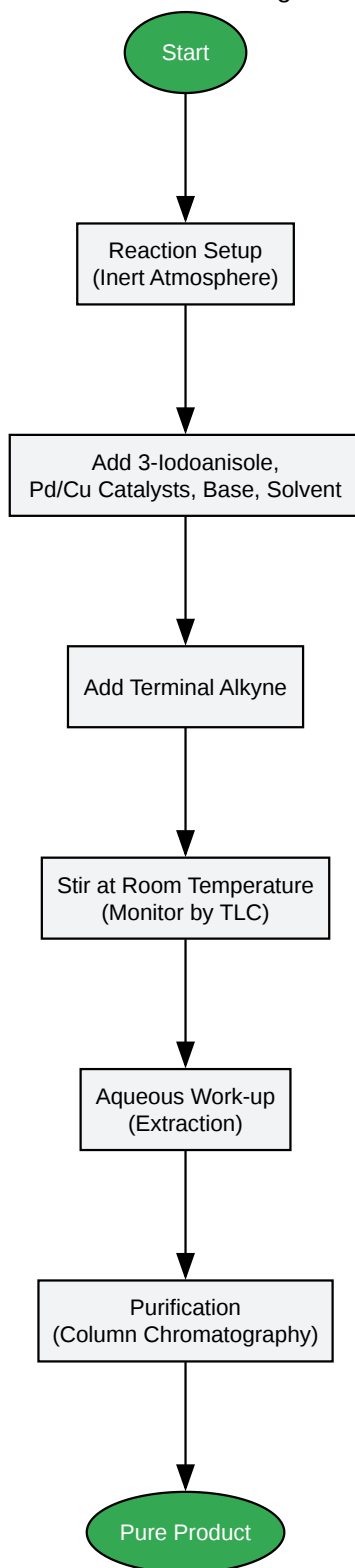 Start
Reaction Setup
(Inert Atmosphere)
Add 3-Iodoanisole,
Pd/Cu Catalysts, Base, Solvent
Add Terminal Alkyne
Stir at Room Temperature
(Monitor by TLC)
Aqueous Work-up
(Extraction)
Purification
(Column Chromatography)
Pure Product